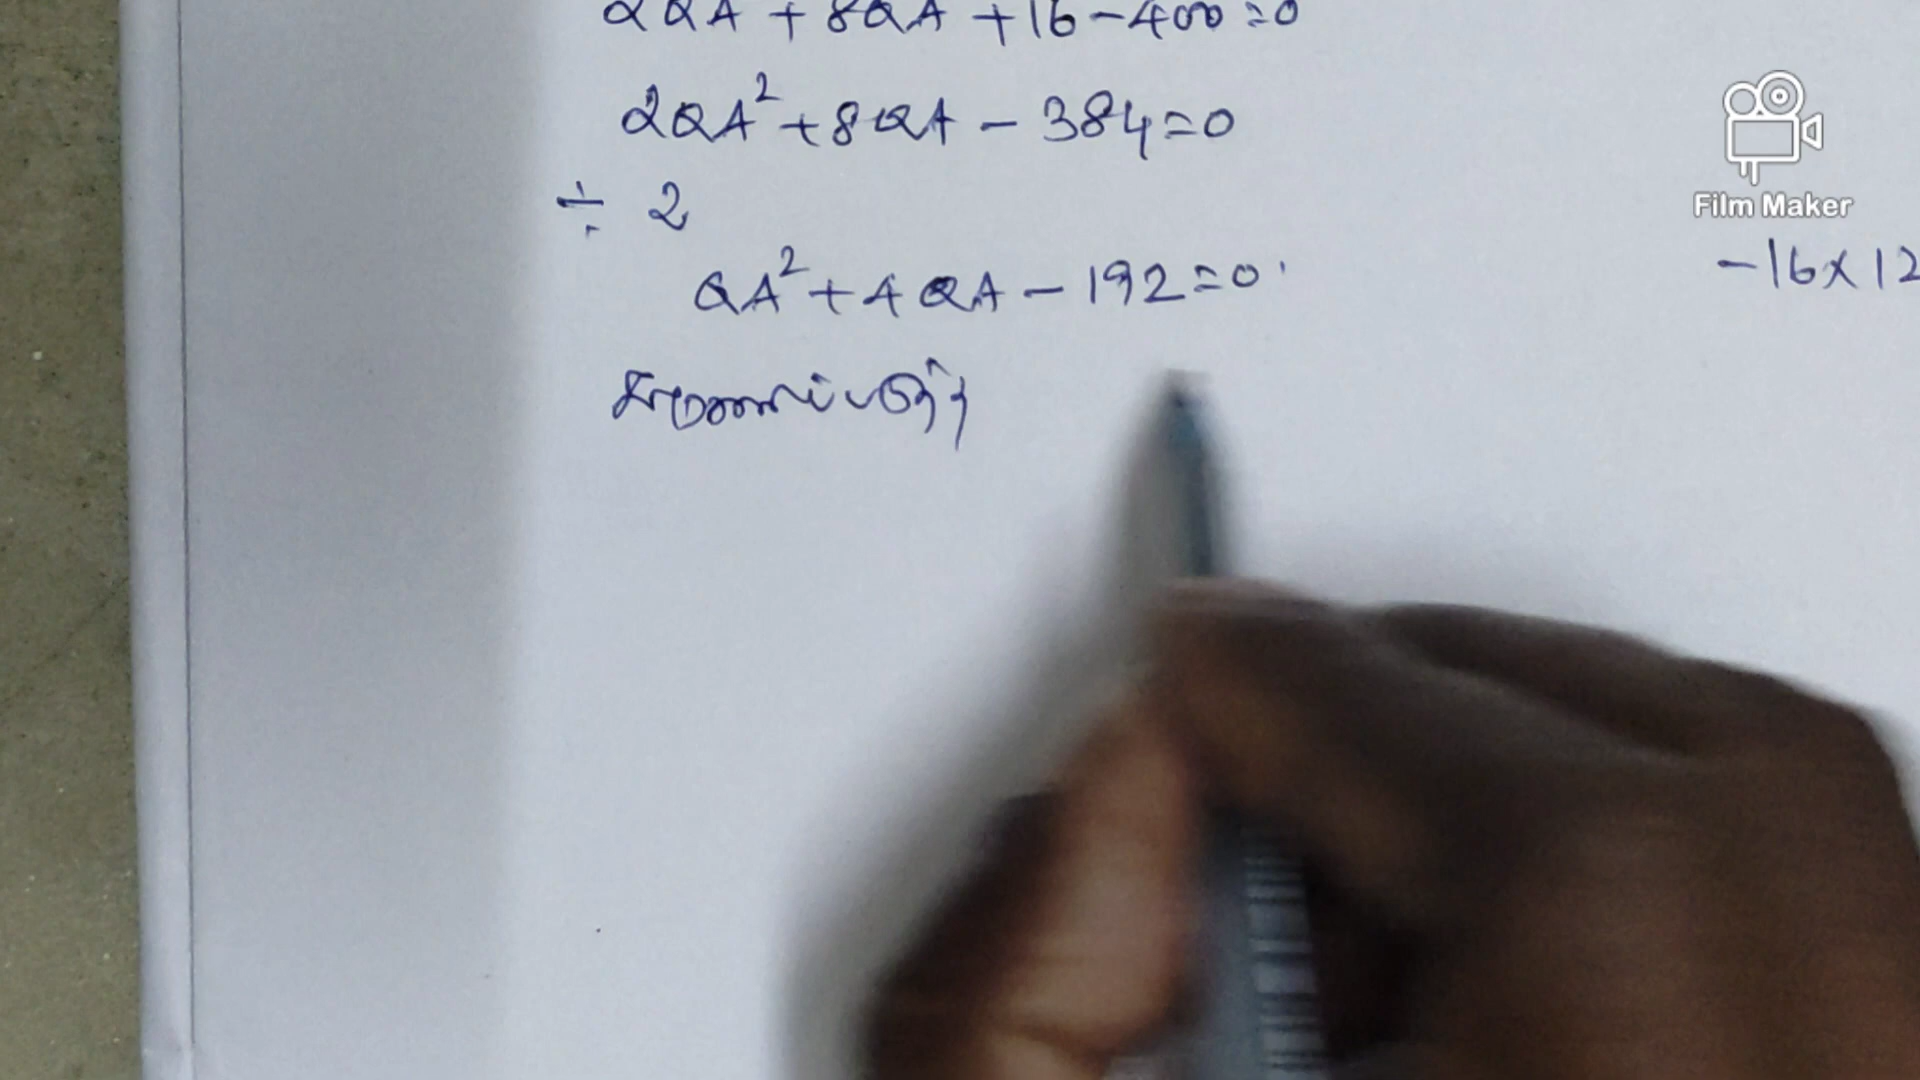 2QA + 8QA + 16 - 400 = 0
2QA² + 8QA - 384 = 0
÷ 2
QA² + 4QA - 192 = 0
-16 x 12
Film Maker